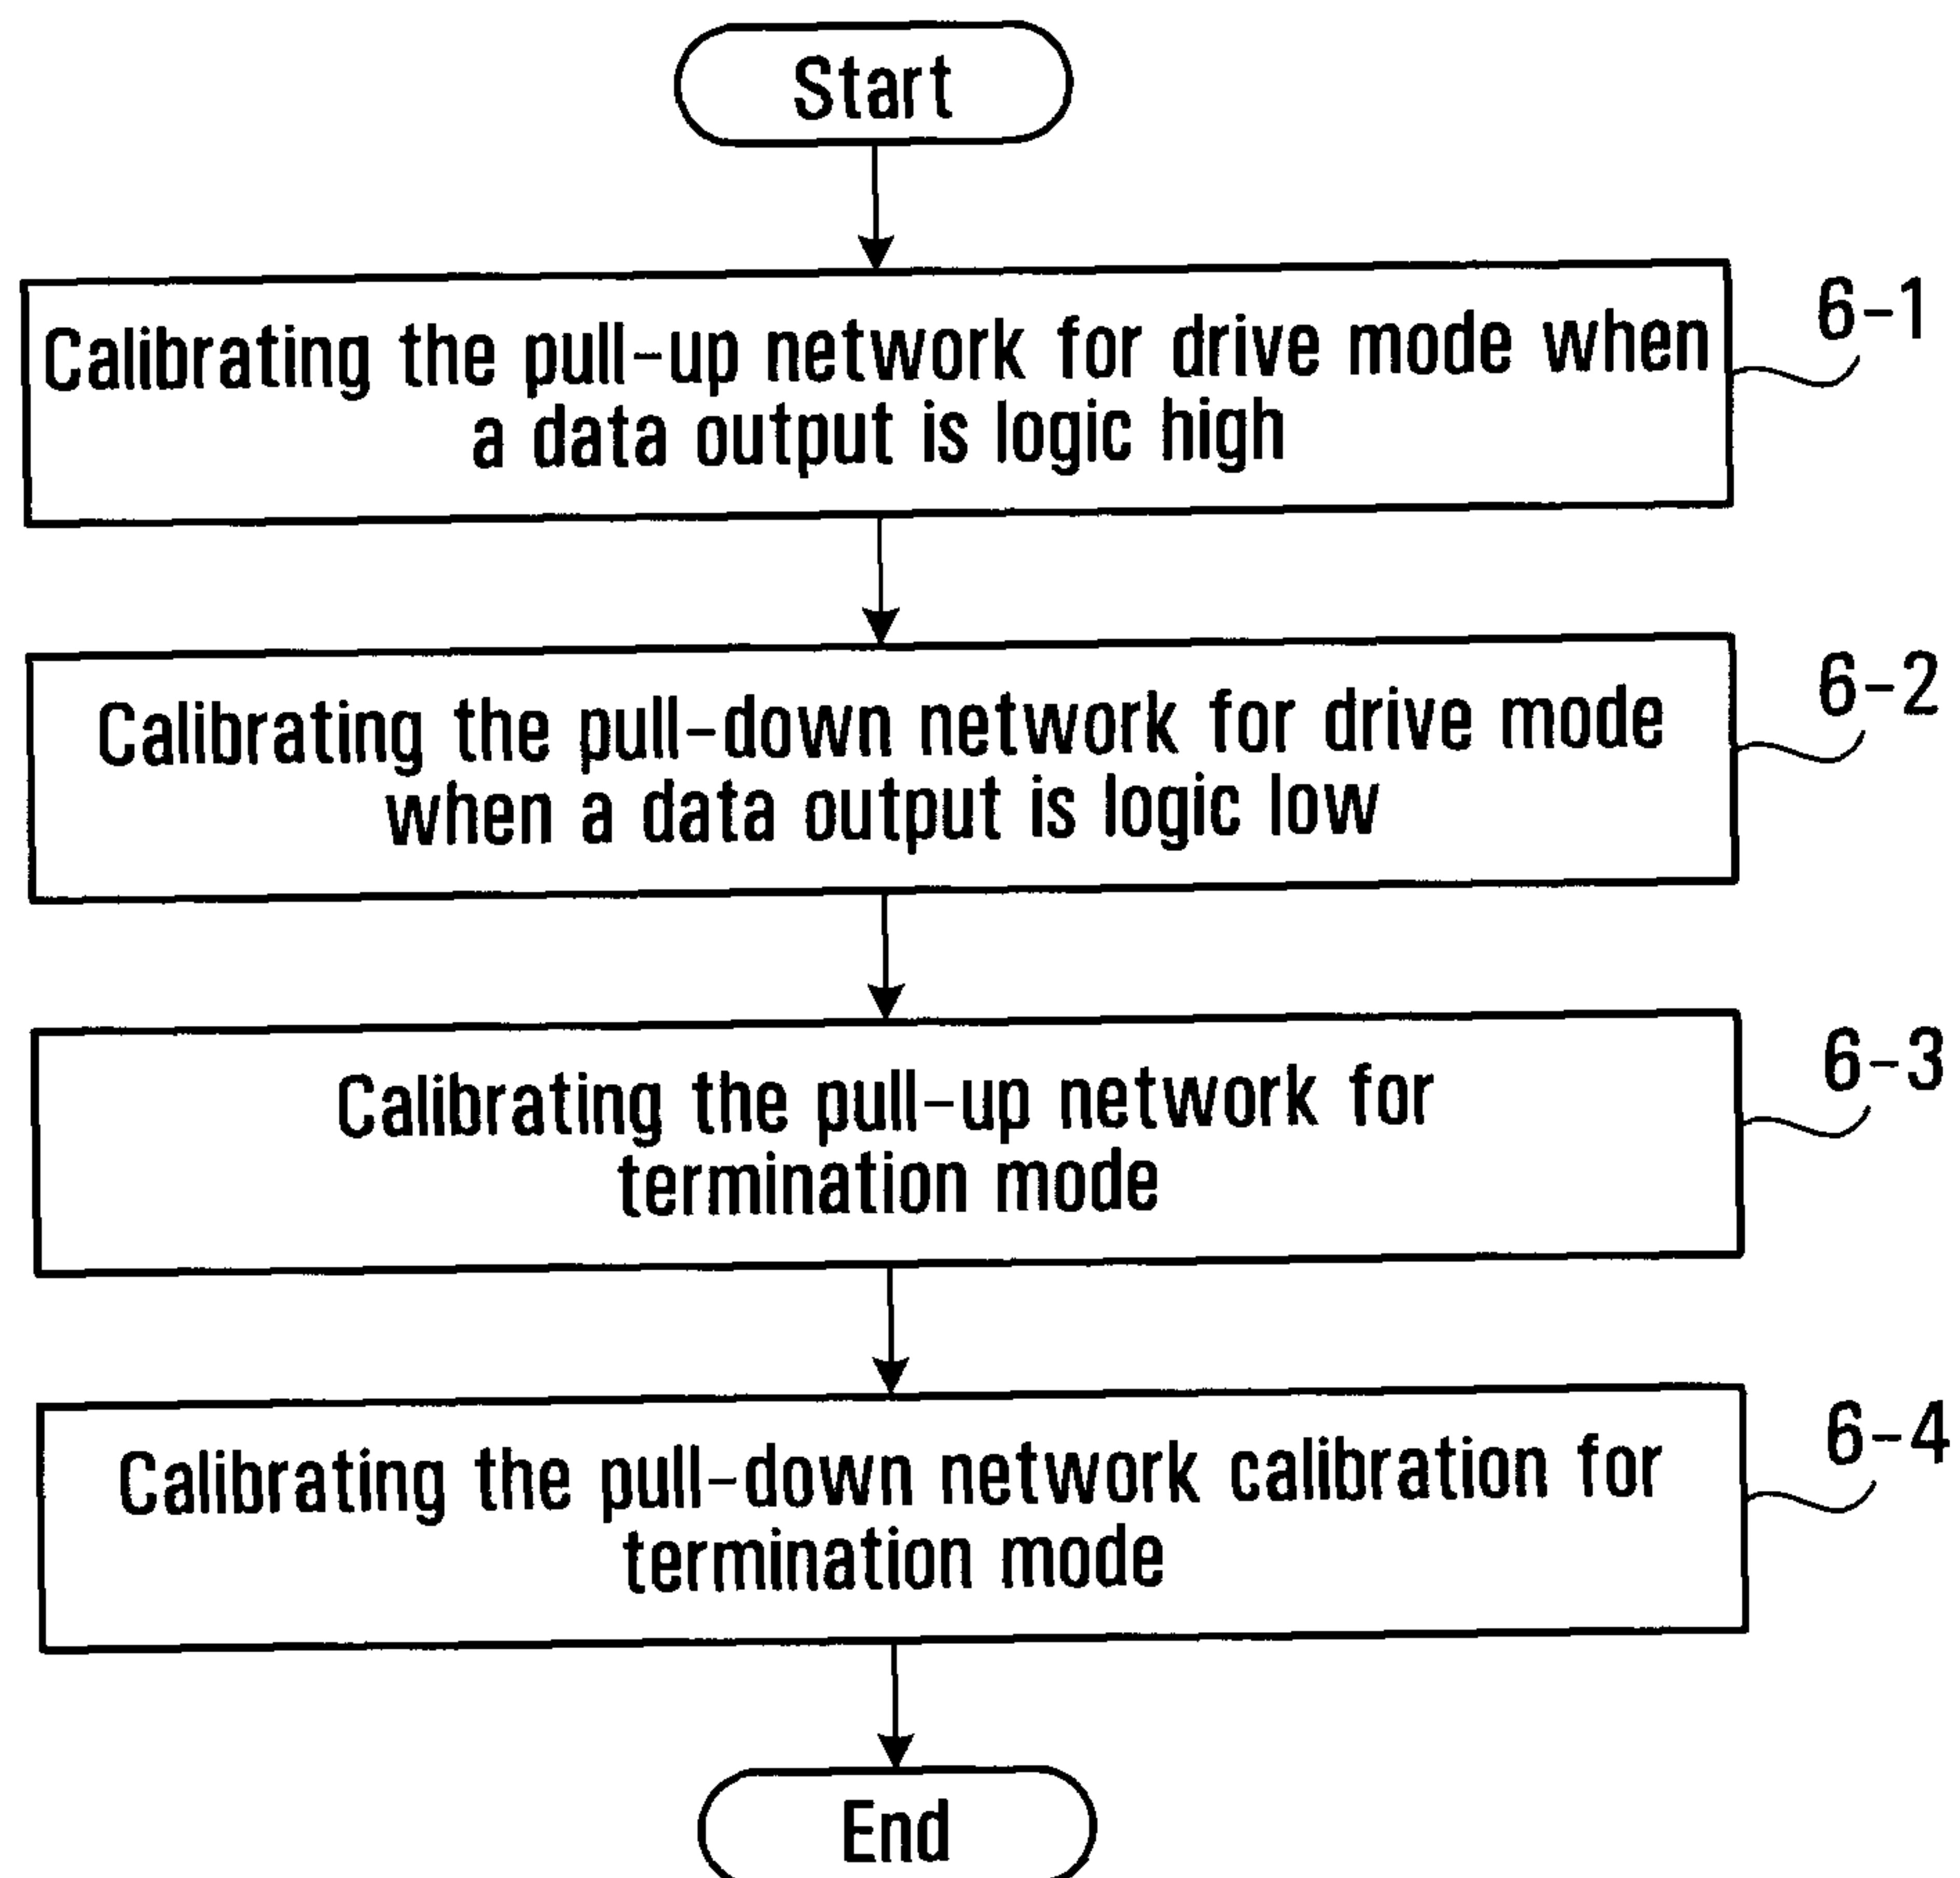 Start
Calibrating the pull-up network for drive mode when
a data output is logic high
6-1
Calibrating the pull-down network for drive mode
when a data output is logic low
6-2
Calibrating the pull-up network for
termination mode
6-3
Calibrating the pull-down network calibration for
termination mode
6-4
End